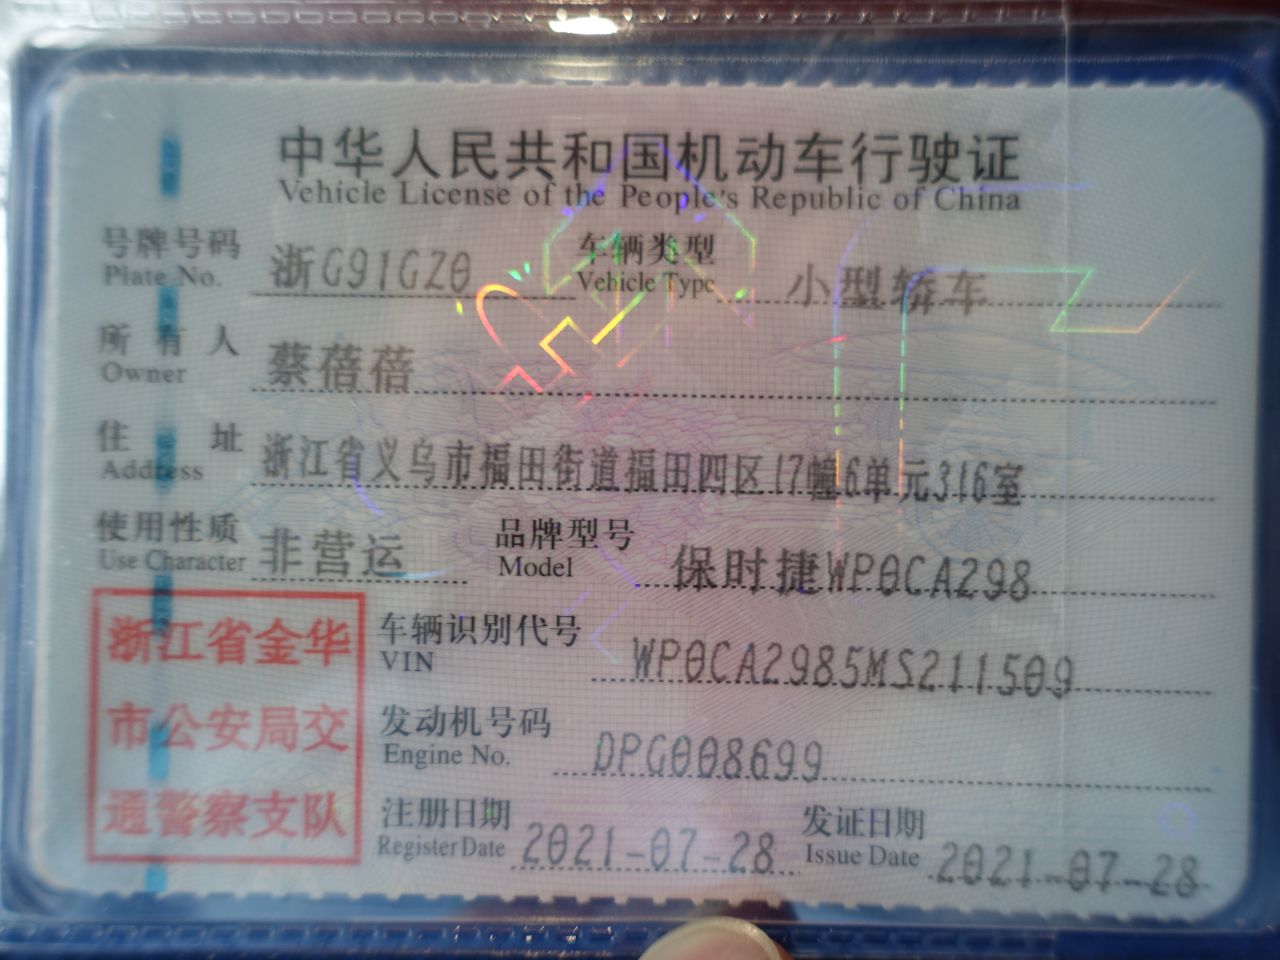 中华人民共和国机动车行驶证
Vehicle License of the People's Republic of China
号牌号码 浙G91GZ0 车辆类型 小型轿车
Plate No. Vehicle Type
所有人 蔡蓓蓓
Owner
住址 浙江省义乌市福田街道福田四区17幢6单元316室
Address
使用性质 非营运 品牌型号 保时捷WP0CA298
Use Character Model
浙江省金华
市公安局交
通警察支队
车辆识别代号 WP0CA2985MS211509
VIN
发动机号码 DPG008699
Engine No.
注册日期 2021-07-28 发证日期 2021-07-28
Register Date Issue Date